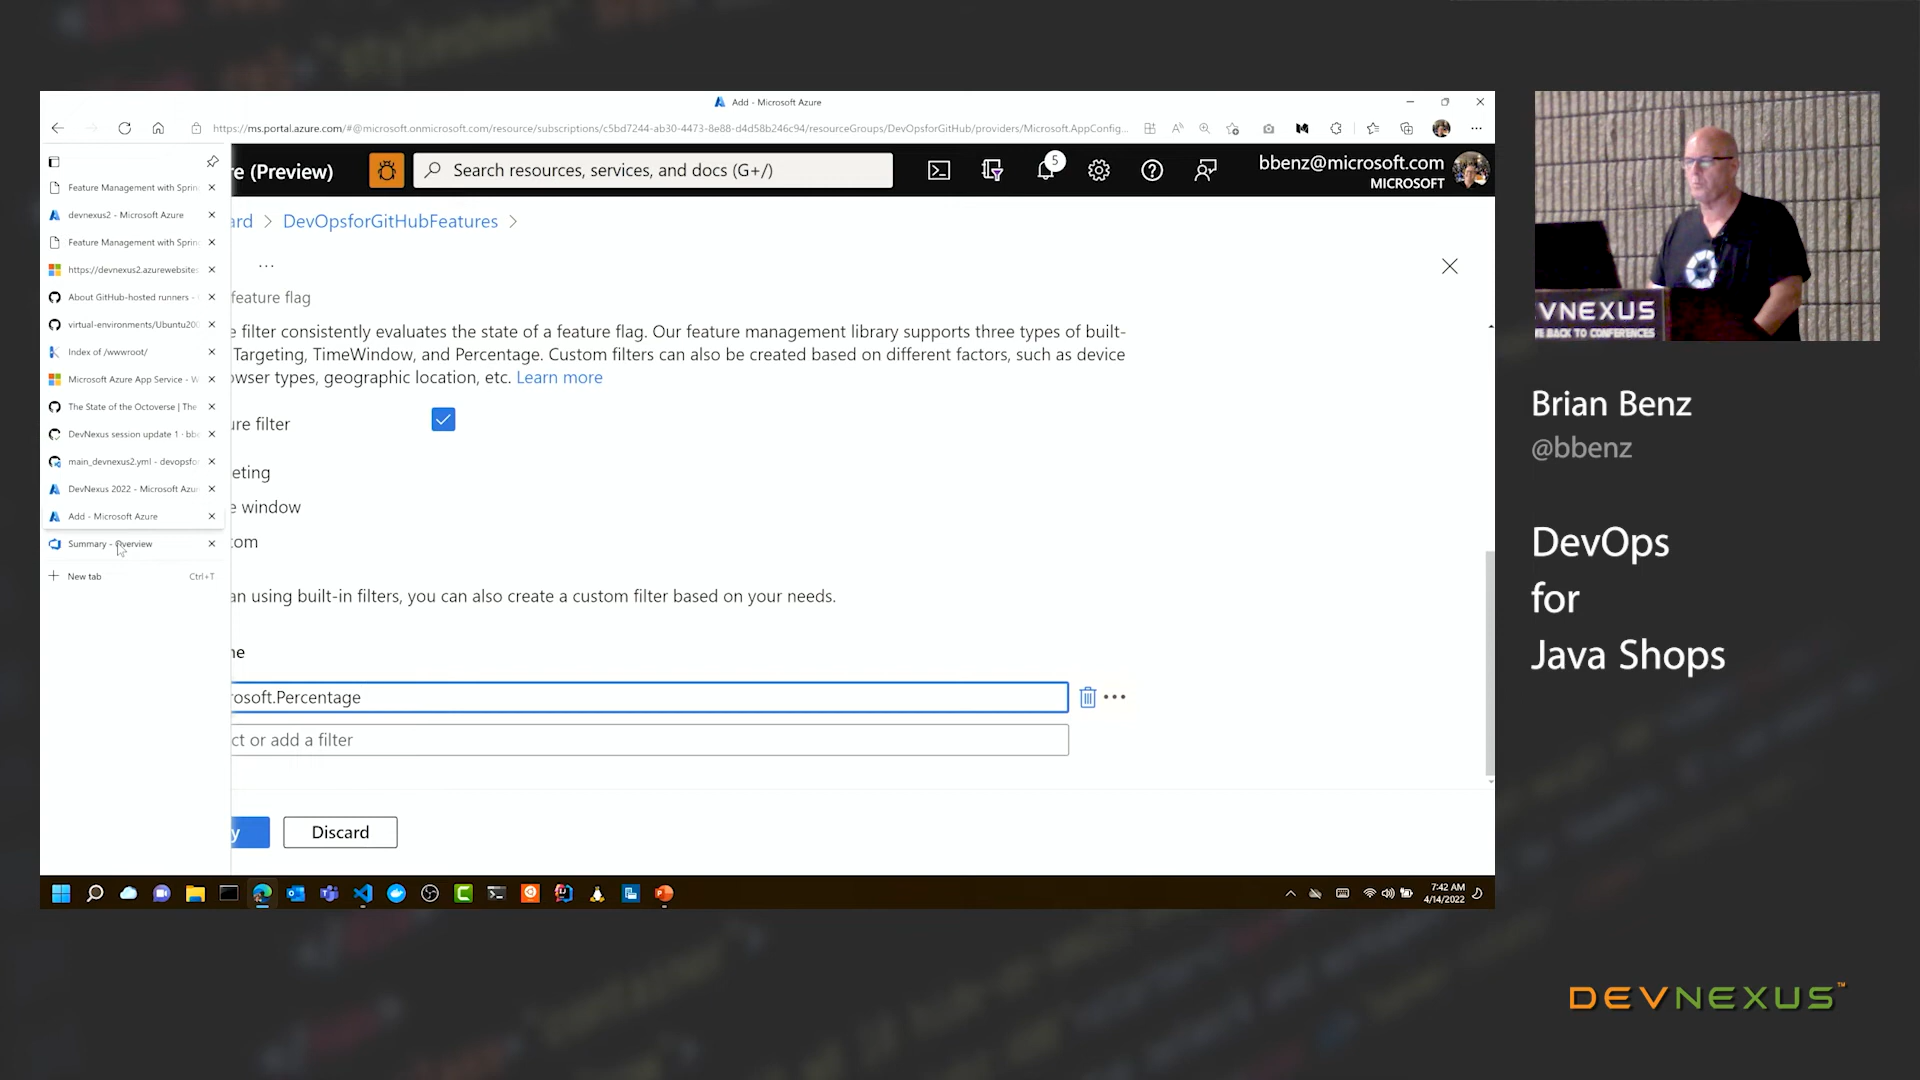 Add - Microsoft Azure
https://ms.portal.azure.com/#@microsoft.onmicrosoft.com/resource/subscriptions/c5bd7244-ab30-4473-8e88-d4d58b246c94/resourceGroups/DevOpsforGitHub/providers/Microsoft.AppConfig...
re (Preview)
Search resources, services, and docs (G+/)
5
bbenz@microsoft.com
MICROSOFT
Feature Management with Sprin
devnexus2 - Microsoft Azure
Feature Management with Sprin
https://devnexus2.azurewebsite
About GitHub-hosted runners -
virtual-environments/Ubuntu20
Index of /wwwroot/
Microsoft Azure App Service - W
The State of the Octoverse | The
DevNexus session update 1 · bb
main_devnexus2.yml - devopsfo
DevNexus 2022 - Microsoft Azu
Add - Microsoft Azure
Summary - Overview
New tab Ctrl+T
ard > DevOpsforGitHubFeatures >
...
feature flag
e filter consistently evaluates the state of a feature flag. Our feature management library supports three types of built-
Targeting, TimeWindow, and Percentage. Custom filters can also be created based on different factors, such as device
owser types, geographic location, etc. Learn more
ure filter
eting
e window
tom
an using built-in filters, you can also create a custom filter based on your needs.
ne
rosoft.Percentage
ct or add a filter
y
Discard
7:42 AM
4/14/2022
VNEXUS
E BACK TO CONFERENCES
Brian Benz
@bbenz
DevOps
for
Java Shops
DEVNEXUS™